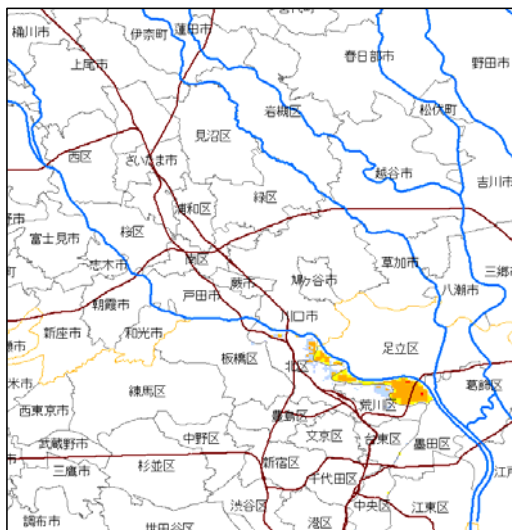 桶川市
伊奈町
蓮田市
春日部市
野田市
上尾市
岩槻区
松伏町
見沼区
西区
さいたま市
越谷市
吉川市
緑区
浦和区
桜区
富士見市
草加市
三郷
志木市
南区
蕨市
鳩ヶ谷市
八潮市
戸田市
朝霞市
川口市
新座市
和光市
足立区
板橋区
北区
葛飾区
練馬区
西東京市
荒川区
豊島区
文京区
台東区
墨田区
武蔵野市
中野区
三鷹市
杉並区
新宿区
千代田区
江戸
渋谷区
中央区
江東区
調布市
世田谷区
港区